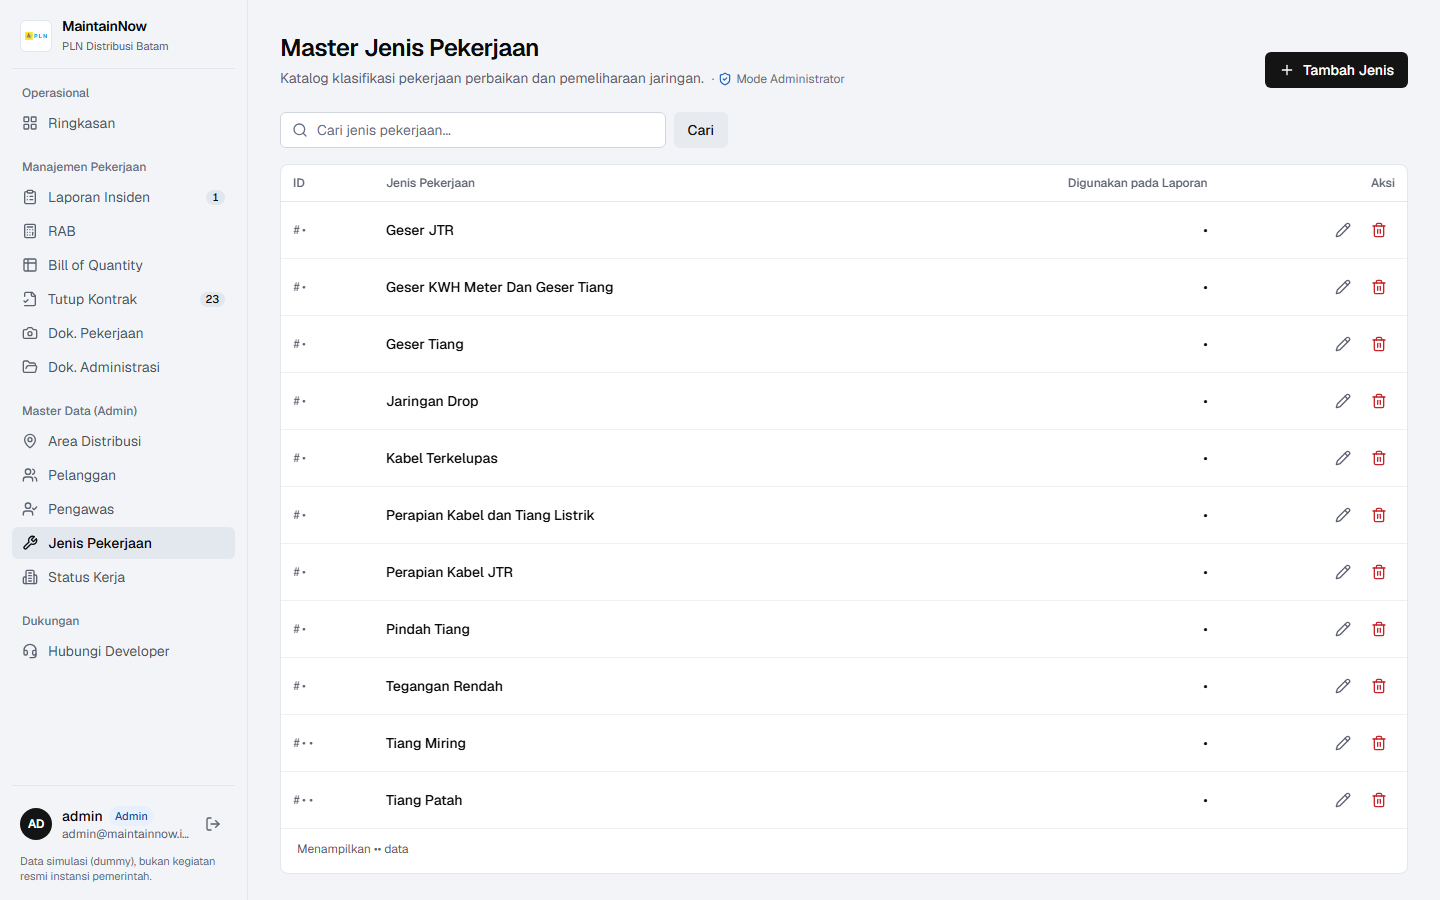 MaintainNow
PLN Distribusi Batam
Operasional
Ringkasan
Manajemen Pekerjaan
Laporan Insiden 1
RAB
Bill of Quantity
Tutup Kontrak 23
Dok. Pekerjaan
Dok. Administrasi
Master Data (Admin)
Area Distribusi
Pelanggan
Pengawas
Jenis Pekerjaan
Status Kerja
Dukungan
Hubungi Developer
AD admin Admin
admin@maintainnow.i...
Data simulasi (dummy), bukan kegiatan
resmi instansi pemerintah.
Master Jenis Pekerjaan
Katalog klasifikasi pekerjaan perbaikan dan pemeliharaan jaringan. · Mode Administrator
Tambah Jenis
Cari jenis pekerjaan... Cari
ID Jenis Pekerjaan Digunakan pada Laporan Aksi
#• Geser JTR •
#• Geser KWH Meter Dan Geser Tiang •
#• Geser Tiang •
#• Jaringan Drop •
#• Kabel Terkelupas •
#• Perapian Kabel dan Tiang Listrik •
#• Perapian Kabel JTR •
#• Pindah Tiang •
#• Tegangan Rendah •
#•• Tiang Miring •
#•• Tiang Patah •
Menampilkan •• data